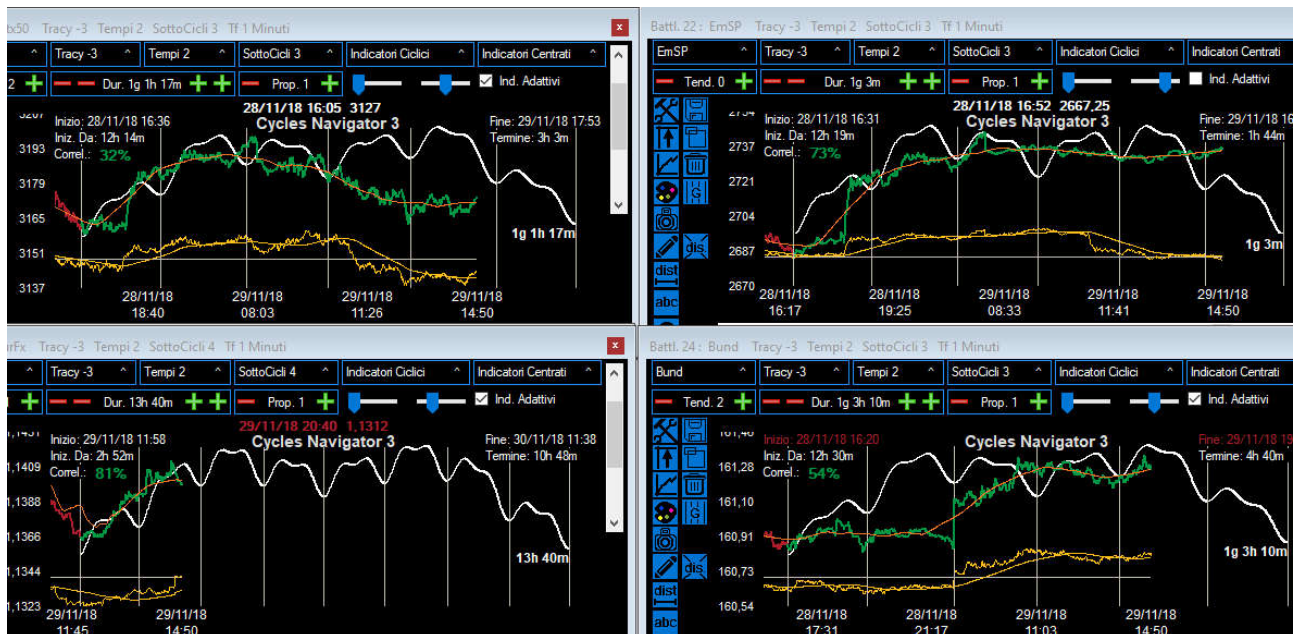 tx50 Tracy -3 Tempi 2 SottoCicli 3 Tf 1 Minuti
x
^ Tracy -3 ^ Tempi 2 ^ SottoCicli 3 ^ Indicatori Ciclici ^ Indicatori Centrati ^
2 Dur. 1g 1h 17m Prop. 1 Ind. Adattivi
28/11/18 16:05 3127
Inizio: 28/11/18 16:36 Cycles Navigator 3 Fine: 29/11/18 17:53
Iniz. Da: 12h 14m Termine: 3h 3m
Correl.: 32%
3193
3179
3165
3151
3137
1g 1h 17m
28/11/18 29/11/18 29/11/18 29/11/18
18:40 08:03 11:26 14:50
Battl. 22 : EmSP Tracy -3 Tempi 2 SottoCicli 3 Tf 1 Minuti
EmSP ^ Tracy -3 ^ Tempi 2 ^ SottoCicli 3 ^ Indicatori Ciclici ^ Indicatori Centrati
Tend. 0 Dur. 1g 3m Prop. 1 Ind. Adattivi
28/11/18 16:52 2667,25
Inizio: 28/11/18 16:31 Cycles Navigator 3 Fine: 29/11/18 16
Iniz. Da: 12h 19m Termine: 1h 44m
Correl.: 73%
G
dis
dist
abc
2737
2721
2704
2687
2670
1g 3m
28/11/18 28/11/18 29/11/18 29/11/18 29/11/18
16:17 19:25 08:33 11:41 14:50
urFx Tracy -3 Tempi 2 SottoCicli 4 Tf 1 Minuti
x
^ Tracy -3 ^ Tempi 2 ^ SottoCicli 4 ^ Indicatori Ciclici ^ Indicatori Centrati ^
Dur. 13h 40m Prop. 1 Ind. Adattivi
29/11/18 20:40 1,1312
Inizio: 29/11/18 11:58 Cycles Navigator 3 Fine: 30/11/18 11:38
Iniz. Da: 2h 52m Termine: 10h 48m
Correl.: 81%
1,1409
1,1388
1,1366
1,1344
1,1323
13h 40m
29/11/18 29/11/18
11:45 14:50
Battl. 24 : Bund Tracy -3 Tempi 2 SottoCicli 3 Tf 1 Minuti
Bund ^ Tracy -3 ^ Tempi 2 ^ SottoCicli 3 ^ Indicatori Ciclici ^ Indicatori Centrati
Tend. 2 Dur. 1g 3h 10m Prop. 1 Ind. Adattivi
Inizio: 28/11/18 16:20 Cycles Navigator 3 Fine: 29/11/18 19
Iniz. Da: 12h 30m Termine: 4h 40m
Correl.: 54%
G
dis
dist
abc
161,28
161,10
160,91
160,73
160,54
1g 3h 10m
28/11/18 28/11/18 29/11/18 29/11/18
17:31 21:17 11:03 14:50